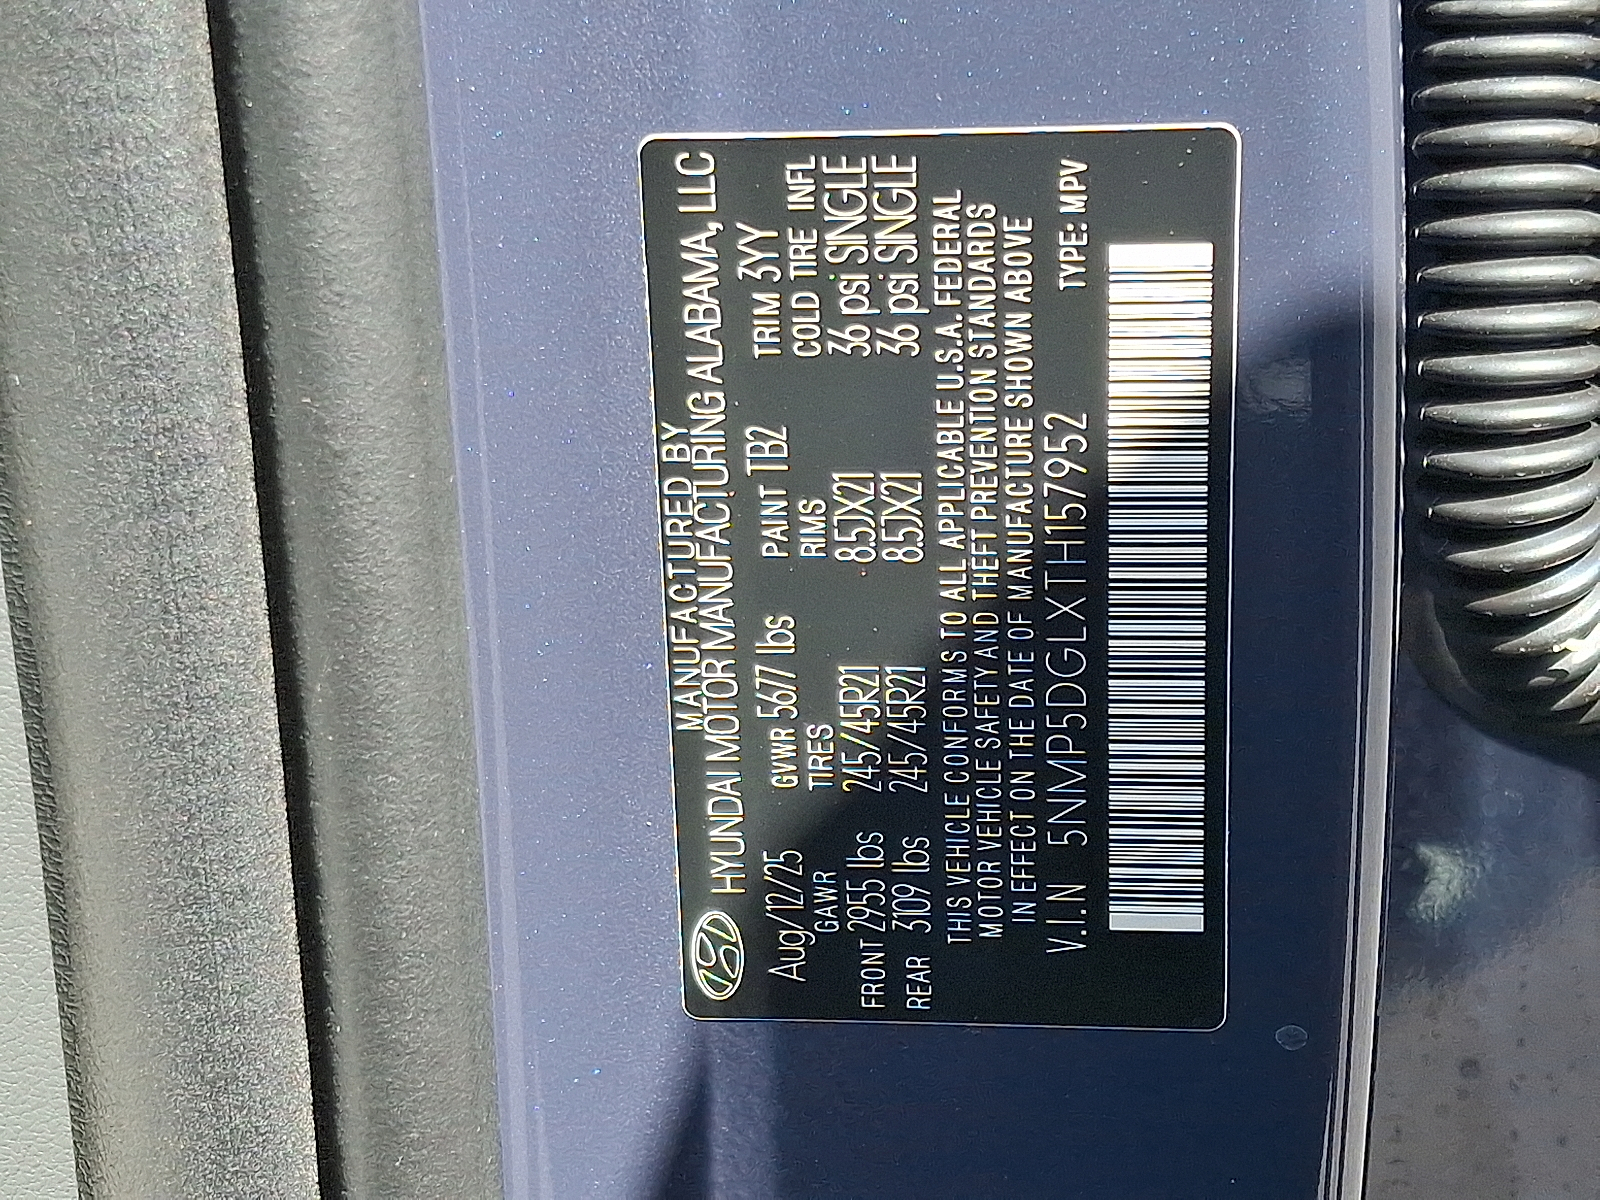 MANUFACTURED BY
HYUNDAI MOTOR MANUFACTURING ALABAMA, LLC
Aug/12/25 GVWR 5677 lbs PAINT TB2 TRIM 3YY
GAWR TIRES RIMS COLD TIRE INFL
FRONT 2955 lbs 245/45R21 8.5JX21 36 psi SINGLE
REAR 3109 lbs 245/45R21 8.5JX21 36 psi SINGLE
THIS VEHICLE CONFORMS TO ALL APPLICABLE U.S.A. FEDERAL
MOTOR VEHICLE SAFETY AND THEFT PREVENTION STANDARDS
IN EFFECT ON THE DATE OF MANUFACTURE SHOWN ABOVE
V.I.N 5NMP5DGLXTH157952 TYPE: MPV